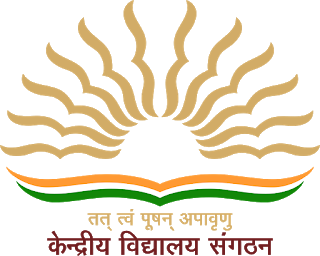 तत् त्वं पूषन् अपावृणु
केन्द्रीय विद्यालय संगठन